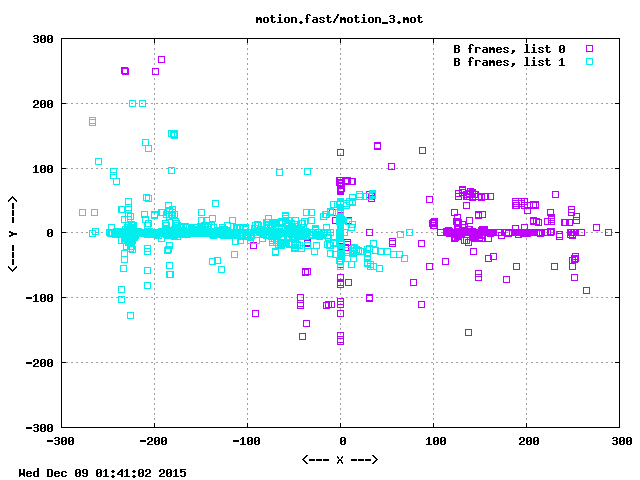 motion.fast/motion_3.mot
B frames, list 0
B frames, list 1
300
200
100
0
-100
-200
-300
<--- Y --->
-300 -200 -100 0 100 200 300
<--- X --->
Wed Dec 09 01:41:02 2015